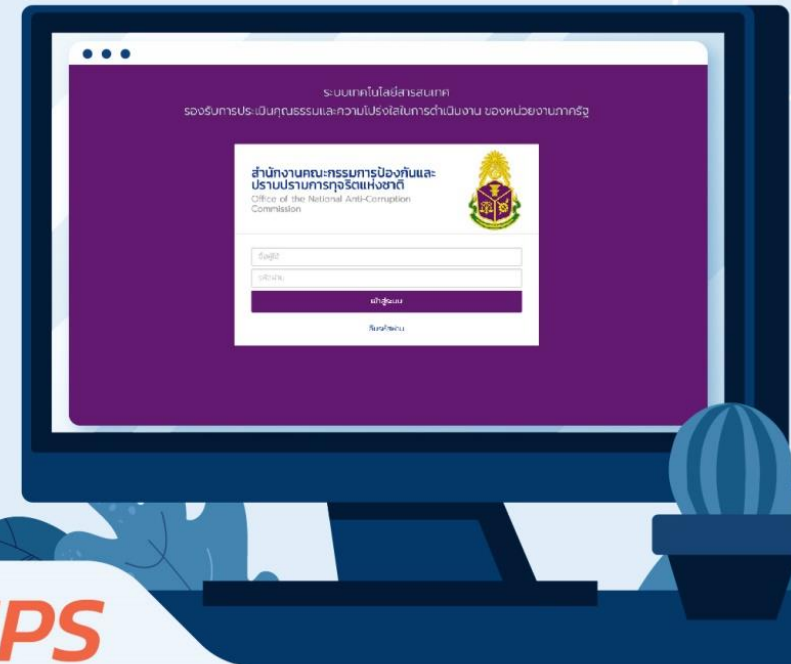 ระบบเทคโนโลยีสารสนเทศ
รองรับการประเมินคุณธรรมและความโปร่งใสในการดำเนินงาน ของหน่วยงานภาครัฐ
สำนักงานคณะกรรมการป้องกันและ
ปราบปรามการทุจริตแห่งชาติ
Office of the National Anti-Corruption
Commission
ชื่อผู้ใช้
รหัสผ่าน
เข้าสู่ระบบ
ลืมรหัสผ่าน
PS